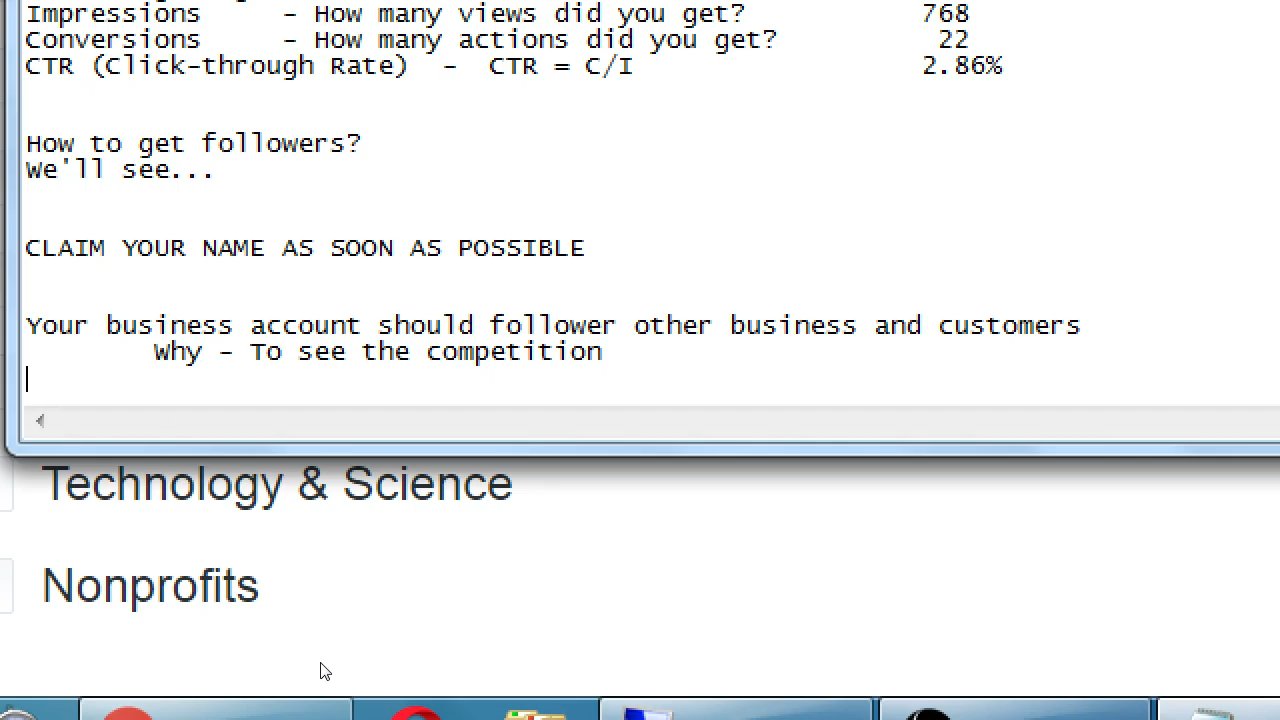 Impressions - How many views did you get? 768
Conversions - How many actions did you get? 22
CTR (Click-through Rate) - CTR = C/I 2.86%
How to get followers?
We'll see...
CLAIM YOUR NAME AS SOON AS POSSIBLE
Your business account should follower other business and customers
Why - To see the competition
Technology & Science
Nonprofits